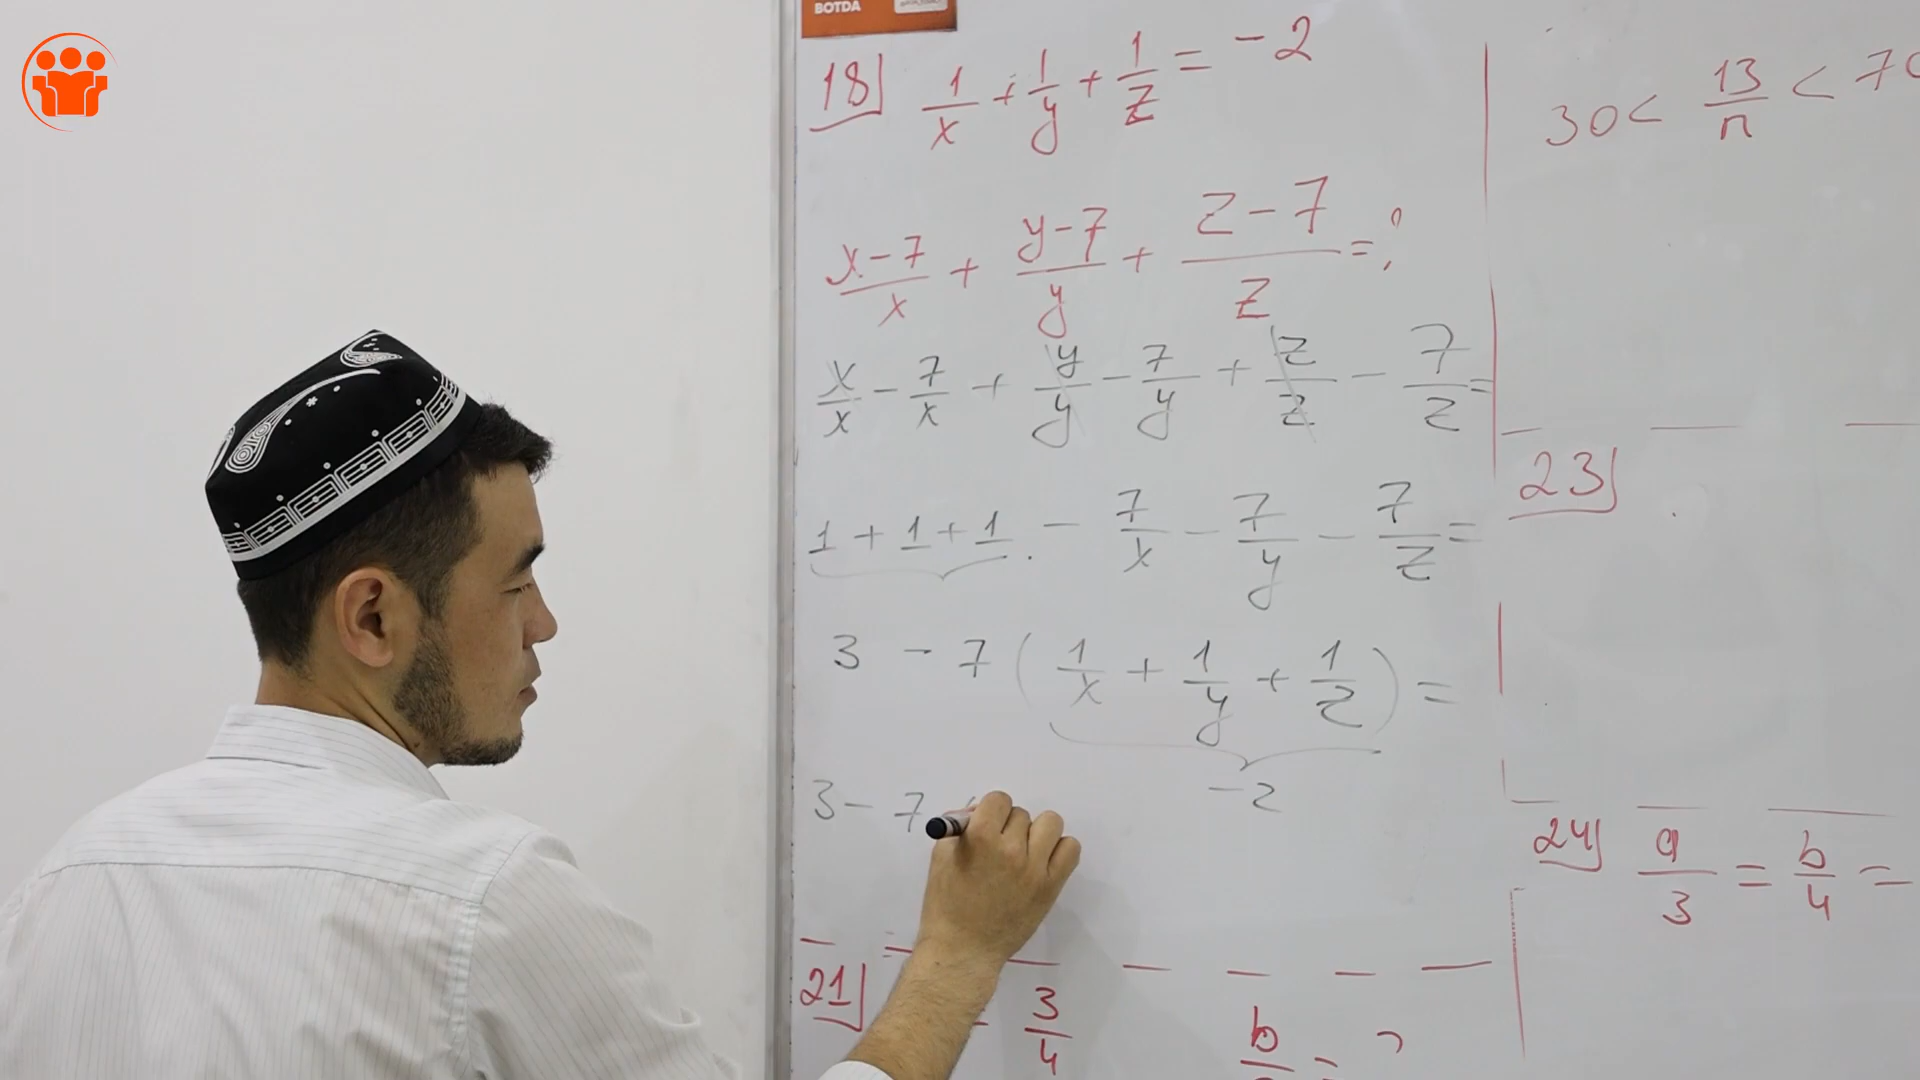 BOTDA
18) 1/x + 1/y + 1/z = -2
(x-7)/x + (y-7)/y + (z-7)/z = ?
x/x - 7/x + y/y - 7/y + z/z - 7/z =
1 + 1 + 1 - 7/x - 7/y - 7/z =
3 - 7 (1/x + 1/y + 1/z) =
-2
3 - 7
21) 3/4 b = ?
30 < 13/n < 70
23)
24) a/3 = b/4 =